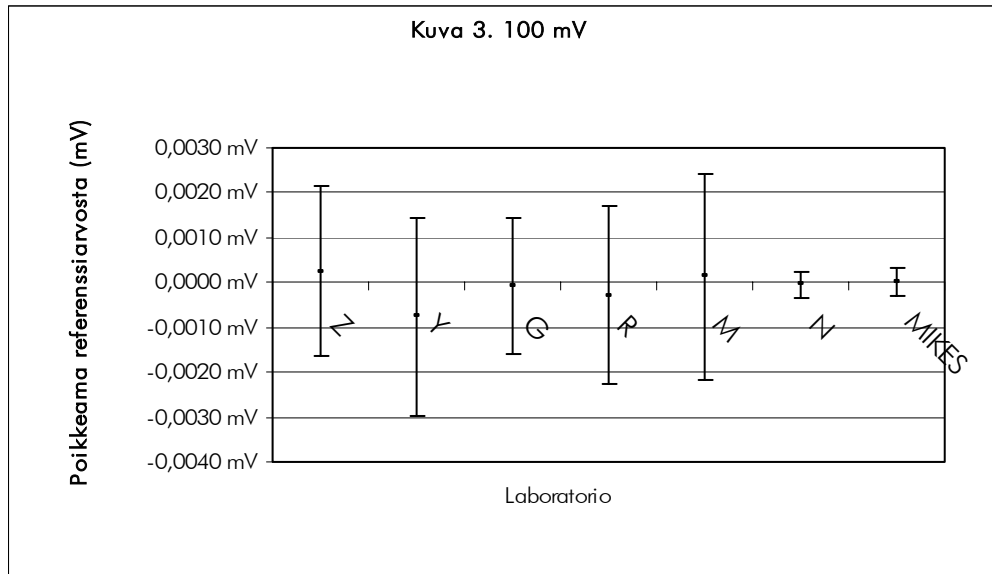 Kuva 3. 100 mV
Poikkeama referenssiarvosta (mV)
0,0030 mV
0,0020 mV
0,0010 mV
0,0000 mV
-0,0010 mV
-0,0020 mV
-0,0030 mV
-0,0040 mV
Z
Y
G
R
M
N
MIKES
Laboratorio